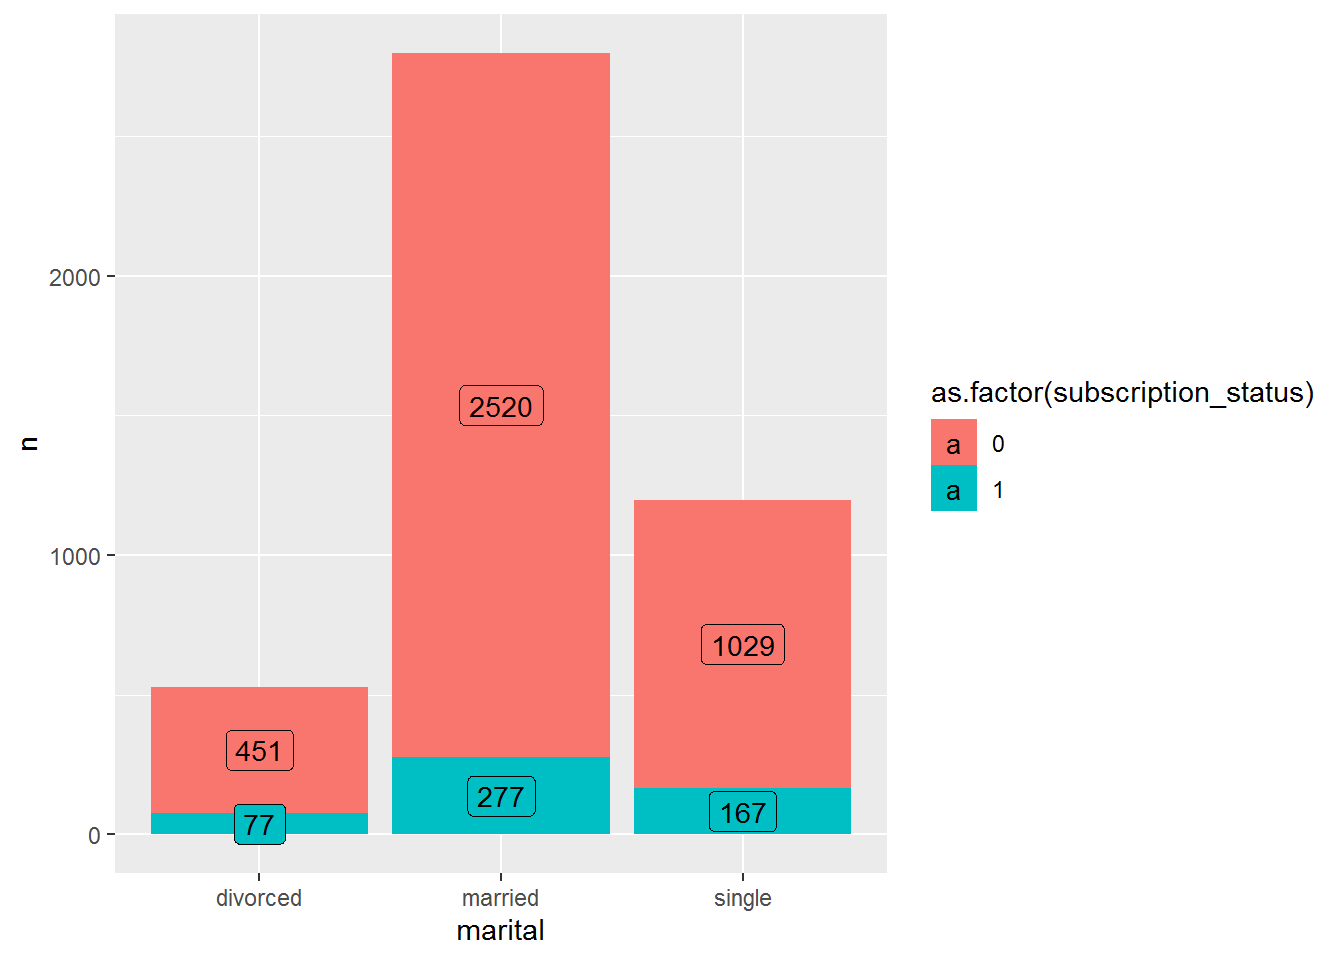 2000
1000
0
n
2520
1029
451
277
167
77
divorced married single
marital
as.factor(subscription_status)
a 0
a 1